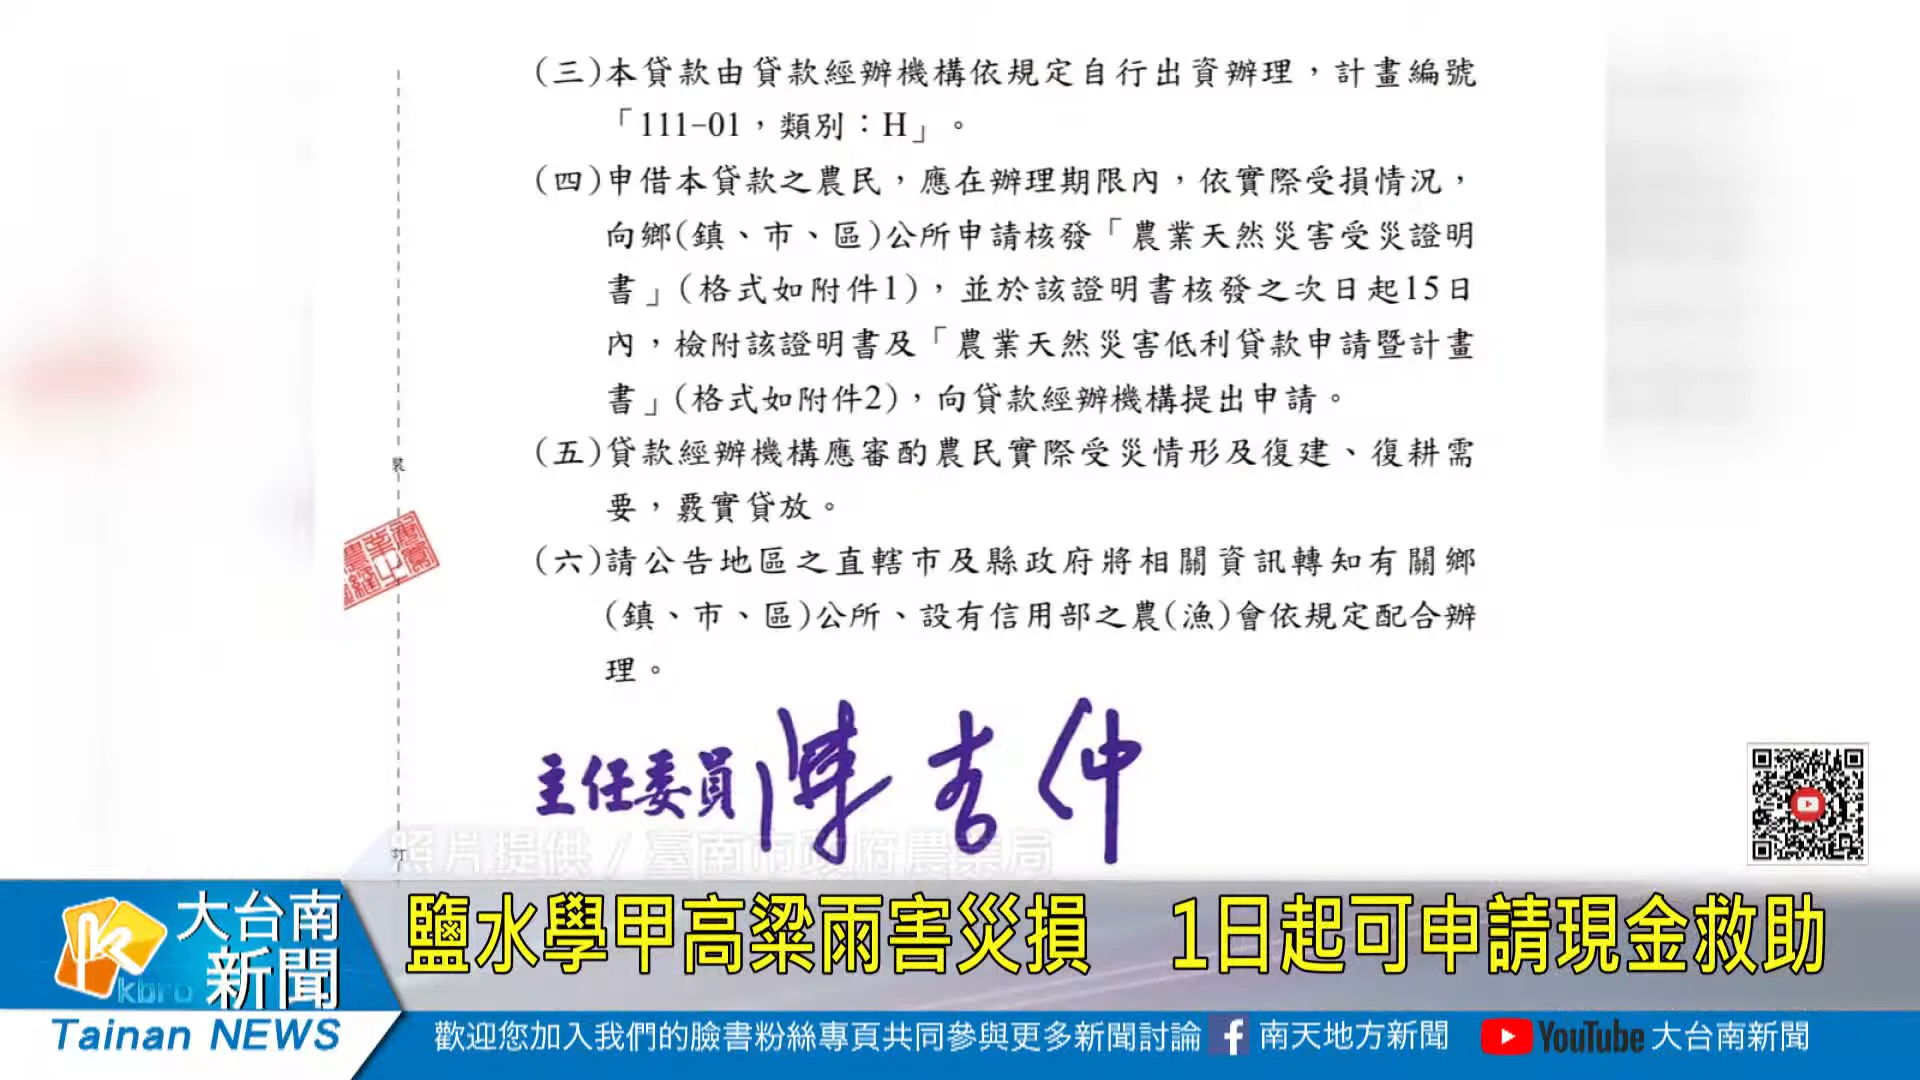 (三)本貸款由貸款經辦機構依規定自行出資辦理，計畫編號
「111-01，類別：H」。
(四)申借本貸款之農民，應在辦理期限內，依實際受損情況，
向鄉(鎮、市、區)公所申請核發「農業天然災害受災證明
書」(格式如附件1)，並於該證明書核發之次日起15日
內，檢附該證明書及「農業天然災害低利貸款申請暨計畫
書」(格式如附件2)，向貸款經辦機構提出申請。
(五)貸款經辦機構應審酌農民實際受災情形及復建、復耕需
要，覈實貸放。
(六)請公告地區之直轄市及縣政府將相關資訊轉知有關鄉
(鎮、市、區)公所、設有信用部之農(漁)會依規定配合辦
理。
裝
訂
主任委員 陳吉仲
照片提供／臺南市政府農業局
大台南
新聞
kbro
Tainan NEWS
鹽水學甲高粱雨害災損 1日起可申請現金救助
歡迎您加入我們的臉書粉絲專頁共同參與更多新聞討論 南天地方新聞 YouTube 大台南新聞